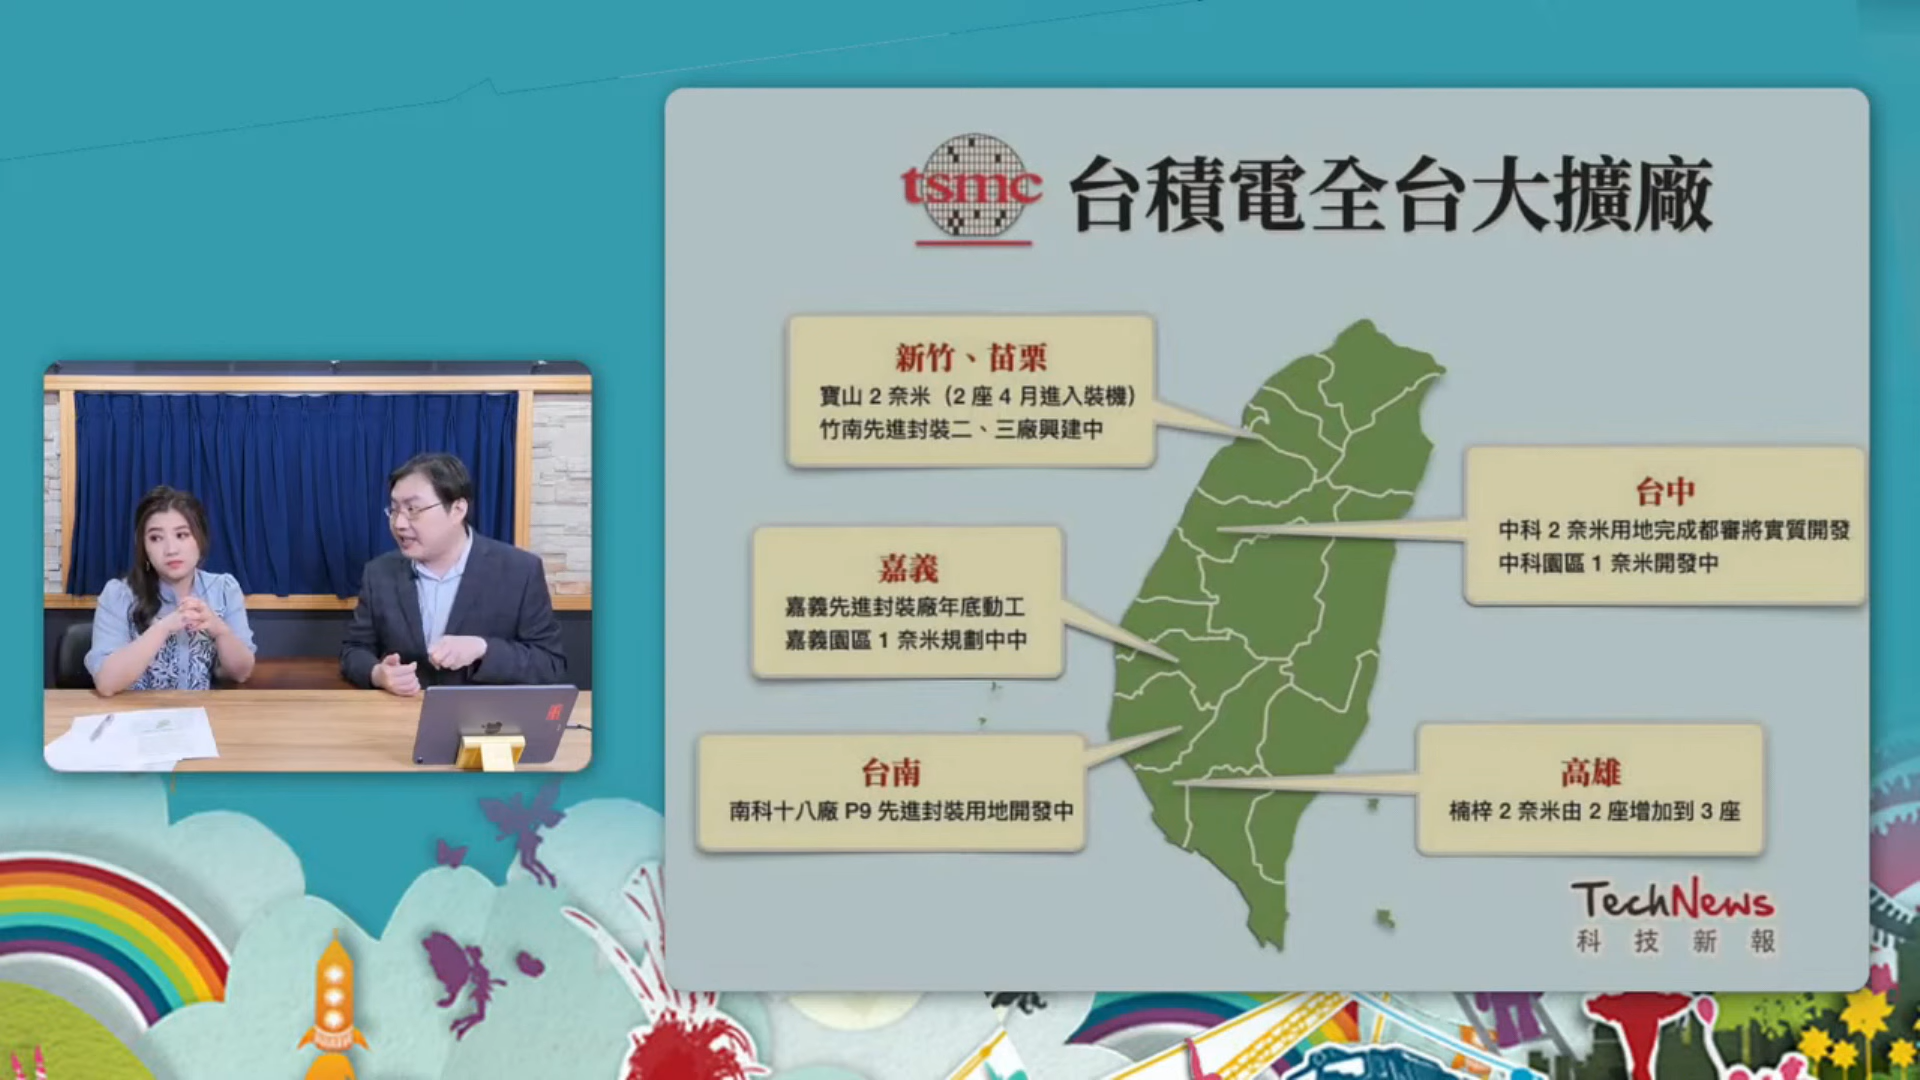 tsmc 台積電全台大擴廠
新竹、苗栗
寶山 2 奈米（2 座 4 月進入裝機）
竹南先進封裝二、三廠興建中
台中
中科 2 奈米用地完成都審將實質開發
中科園區 1 奈米開發中
嘉義
嘉義先進封裝廠年底動工
嘉義園區 1 奈米規劃中中
台南
南科十八廠 P9 先進封裝用地開發中
高雄
楠梓 2 奈米由 2 座增加到 3 座
TechNews
科技新報